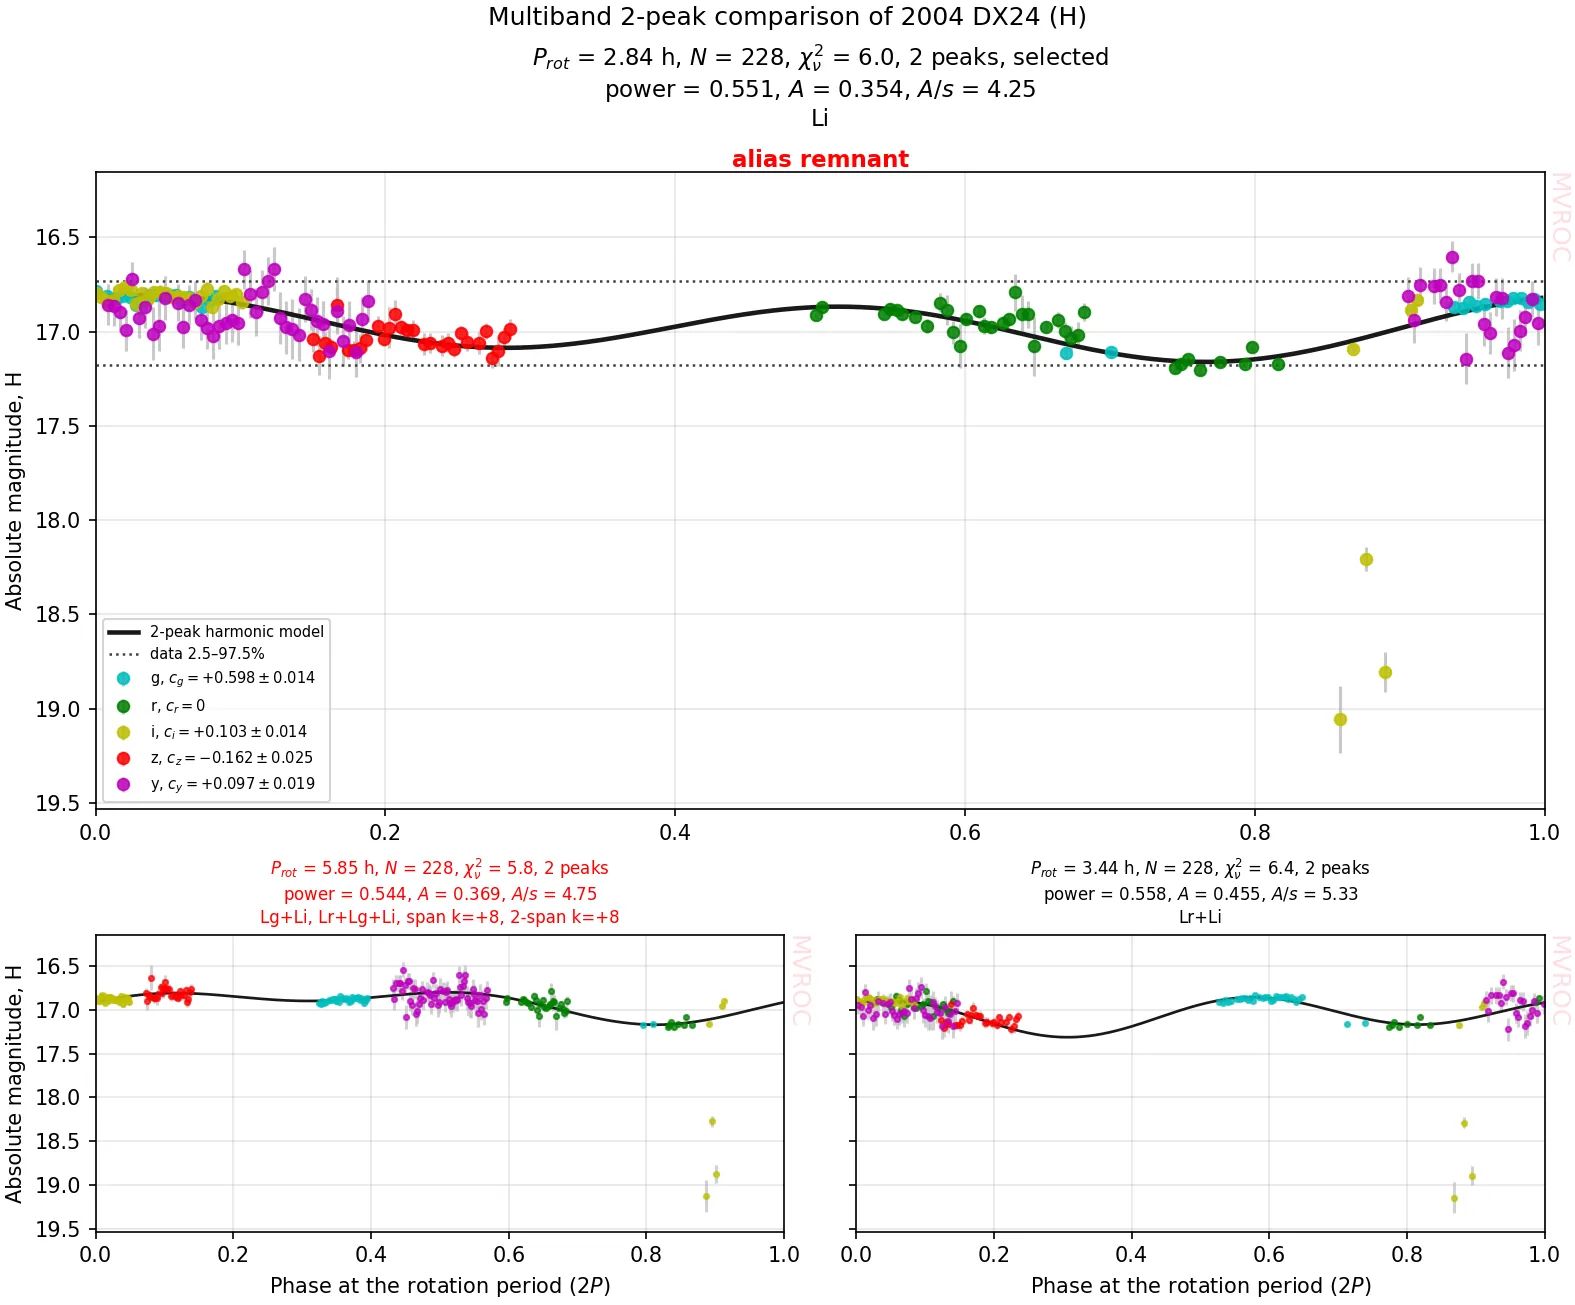 Multiband 2-peak comparison of 2004 DX24 (H)
P_rot = 2.84 h, N = 228, χ²_ν = 6.0, 2 peaks, selected
power = 0.551, A = 0.354, A/s = 4.25
Li
alias remnant
MVROC
Absolute magnitude, H
16.5
17.0
17.5
18.0
18.5
19.0
19.5
2-peak harmonic model
data 2.5–97.5%
g, c_g = +0.598 ± 0.014
r, c_r = 0
i, c_i = +0.103 ± 0.014
z, c_z = −0.162 ± 0.025
y, c_y = +0.097 ± 0.019
0.0 0.2 0.4 0.6 0.8 1.0
P_rot = 5.85 h, N = 228, χ²_ν = 5.8, 2 peaks
power = 0.544, A = 0.369, A/s = 4.75
Lg+Li, Lr+Lg+Li, span k=+8, 2-span k=+8
MVROC
Absolute magnitude, H
16.5
17.0
17.5
18.0
18.5
19.0
19.5
0.0 0.2 0.4 0.6 0.8 1.0
Phase at the rotation period (2P)
P_rot = 3.44 h, N = 228, χ²_ν = 6.4, 2 peaks
power = 0.558, A = 0.455, A/s = 5.33
Lr+Li
MVROC
0.0 0.2 0.4 0.6 0.8 1.0
Phase at the rotation period (2P)